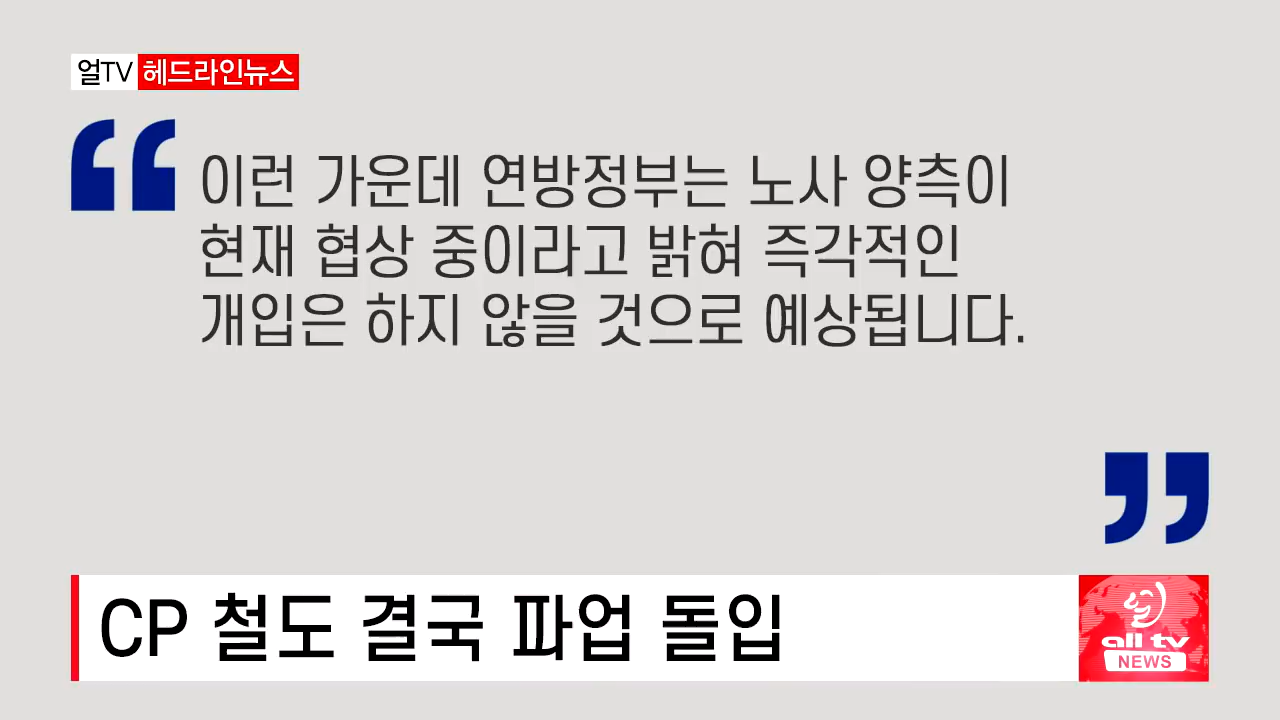 얼TV 헤드라인뉴스
이런 가운데 연방정부는 노사 양측이
현재 협상 중이라고 밝혀 즉각적인
개입은 하지 않을 것으로 예상됩니다.
CP 철도 결국 파업 돌입
얼
all tv
NEWS